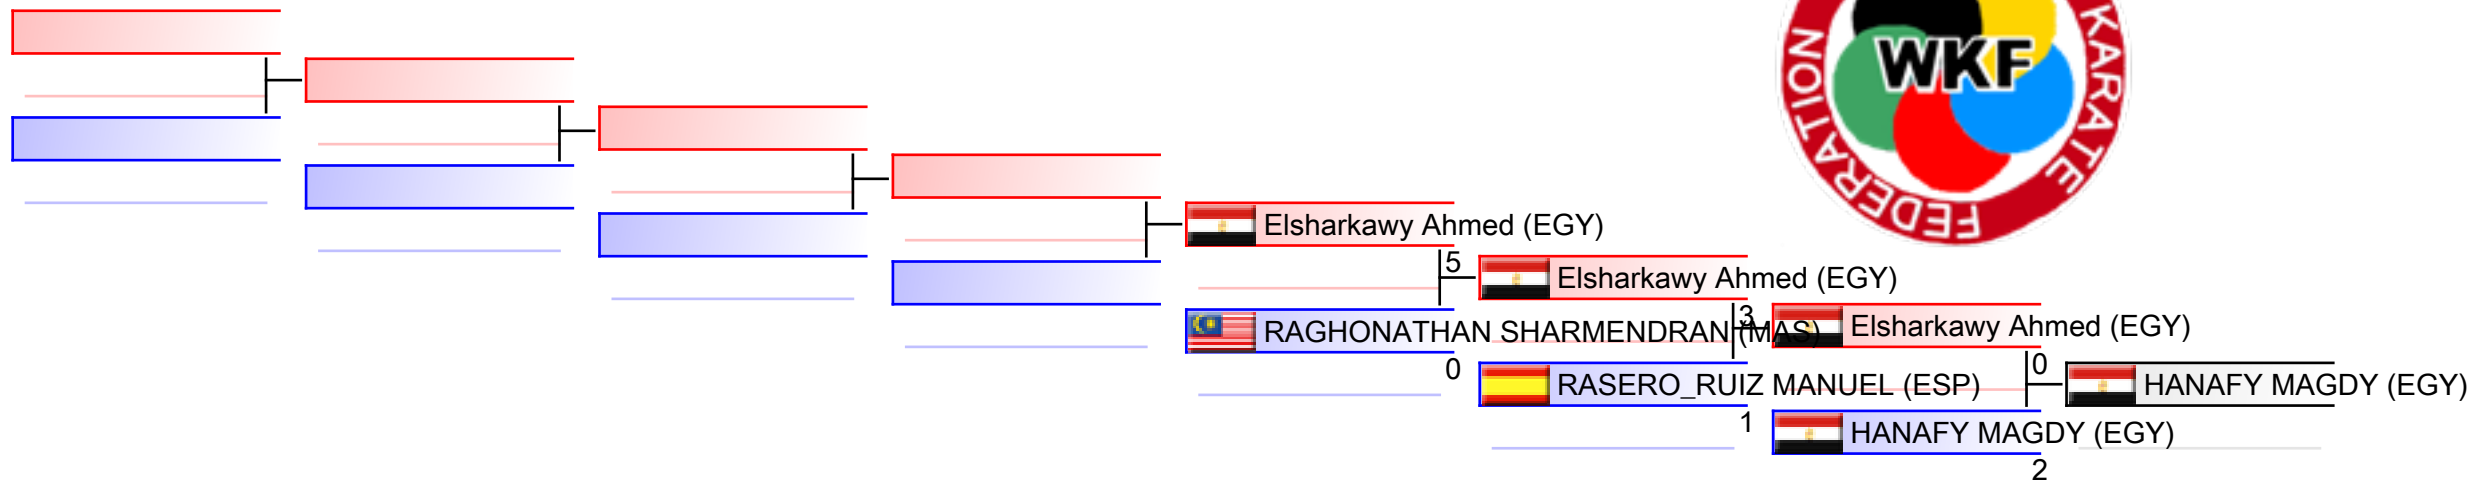 WKF
KARATE
FEDERATION
Elsharkawy Ahmed (EGY)
5
Elsharkawy Ahmed (EGY)
RAGHONATHAN SHARMENDRAN (MAS)
0
3
Elsharkawy Ahmed (EGY)
RASERO_RUIZ MANUEL (ESP)
1
0
HANAFY MAGDY (EGY)
HANAFY MAGDY (EGY)
2